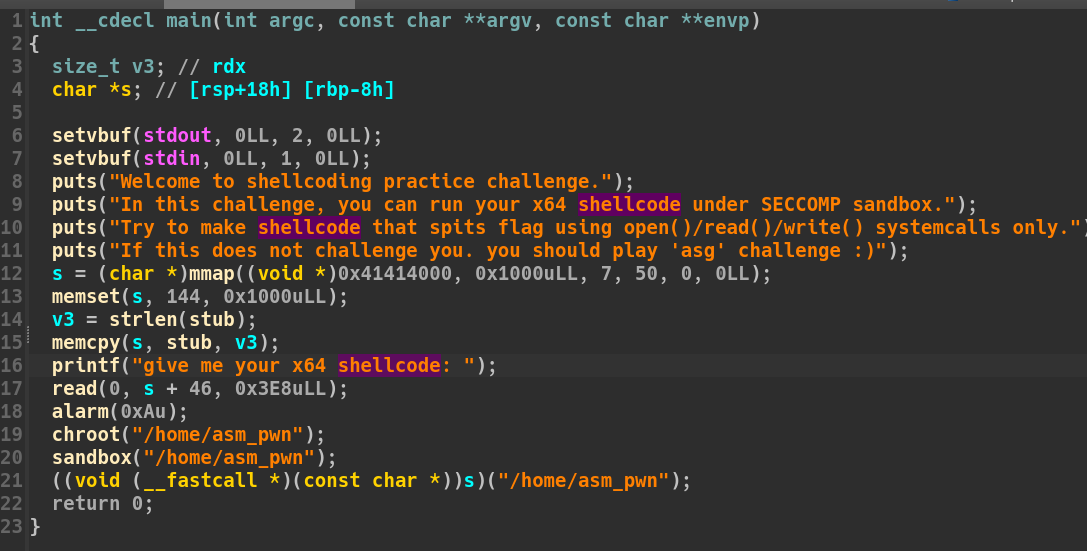 1 int __cdecl main(int argc, const char **argv, const char **envp)
2 {
3   size_t v3; // rdx
4   char *s; // [rsp+18h] [rbp-8h]
5
6   setvbuf(stdout, 0LL, 2, 0LL);
7   setvbuf(stdin, 0LL, 1, 0LL);
8   puts("Welcome to shellcoding practice challenge.");
9   puts("In this challenge, you can run your x64 shellcode under SECCOMP sandbox.");
10   puts("Try to make shellcode that spits flag using open()/read()/write() systemcalls only.")
11   puts("If this does not challenge you. you should play 'asg' challenge :)");
12   s = (char *)mmap((void *)0x41414000, 0x1000uLL, 7, 50, 0, 0LL);
13   memset(s, 144, 0x1000uLL);
14   v3 = strlen(stub);
15   memcpy(s, stub, v3);
16   printf("give me your x64 shellcode: ");
17   read(0, s + 46, 0x3E8uLL);
18   alarm(0xAu);
19   chroot("/home/asm_pwn");
20   sandbox("/home/asm_pwn");
21   ((void (__fastcall *)(const char *))s)("/home/asm_pwn");
22   return 0;
23 }